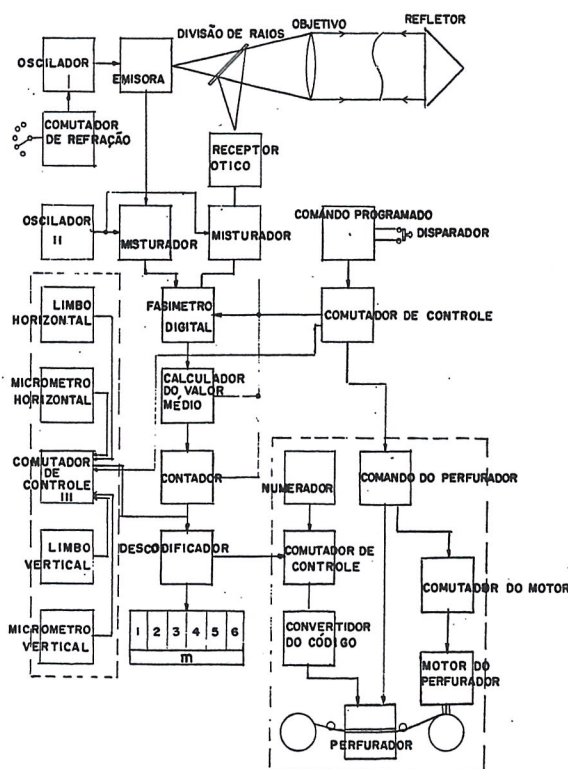 DIVISÃO DE RAIOS
OBJETIVO
REFLETOR
OSCILADOR
I
EMISORA
COMUTADOR
DE REFRAÇÃO
RECEPTOR
OTICO
OSCILADOR
II
MISTURADOR
MISTURADOR
COMANDO PROGRAMADO
DISPARADOR
LIMBO
HORIZONTAL
FASIMETRO
DIGITAL
COMUTADOR DE CONTROLE
MICROMETRO
HORIZONTAL
CALCULADOR
DO VALOR
MÉDIO
COMUTADOR
DE
CONTROLE
III
CONTADOR
NUMERADOR
COMANDO DO PERFURADOR
LIMBO
VERTICAL
DESCODIFICADOR
COMUTADOR DE
CONTROLE
COMUTADOR DO MOTOR
MICROMETRO
VERTICAL
1 2 3 4 5 6
m
CONVERTIDOR
DO CÓDIGO
MOTOR DO
PERFURADOR
PERFURADOR